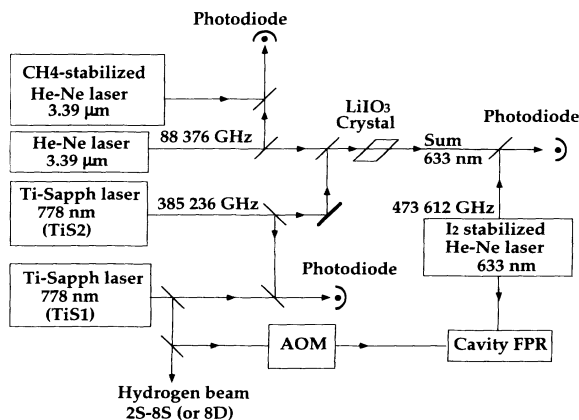 Photodiode
CH4-stabilized
He-Ne laser
3.39 µm
He-Ne laser
3.39 µm
88 376 GHz
LiIO3
Crystal
Sum
633 nm
Photodiode
Ti-Sapph laser
778 nm
(TiS2)
385 236 GHz
473 612 GHz
I2 stabilized
He-Ne laser
633 nm
Ti-Sapph laser
778 nm
(TiS1)
Photodiode
AOM
Cavity FPR
Hydrogen beam
2S-8S (or 8D)